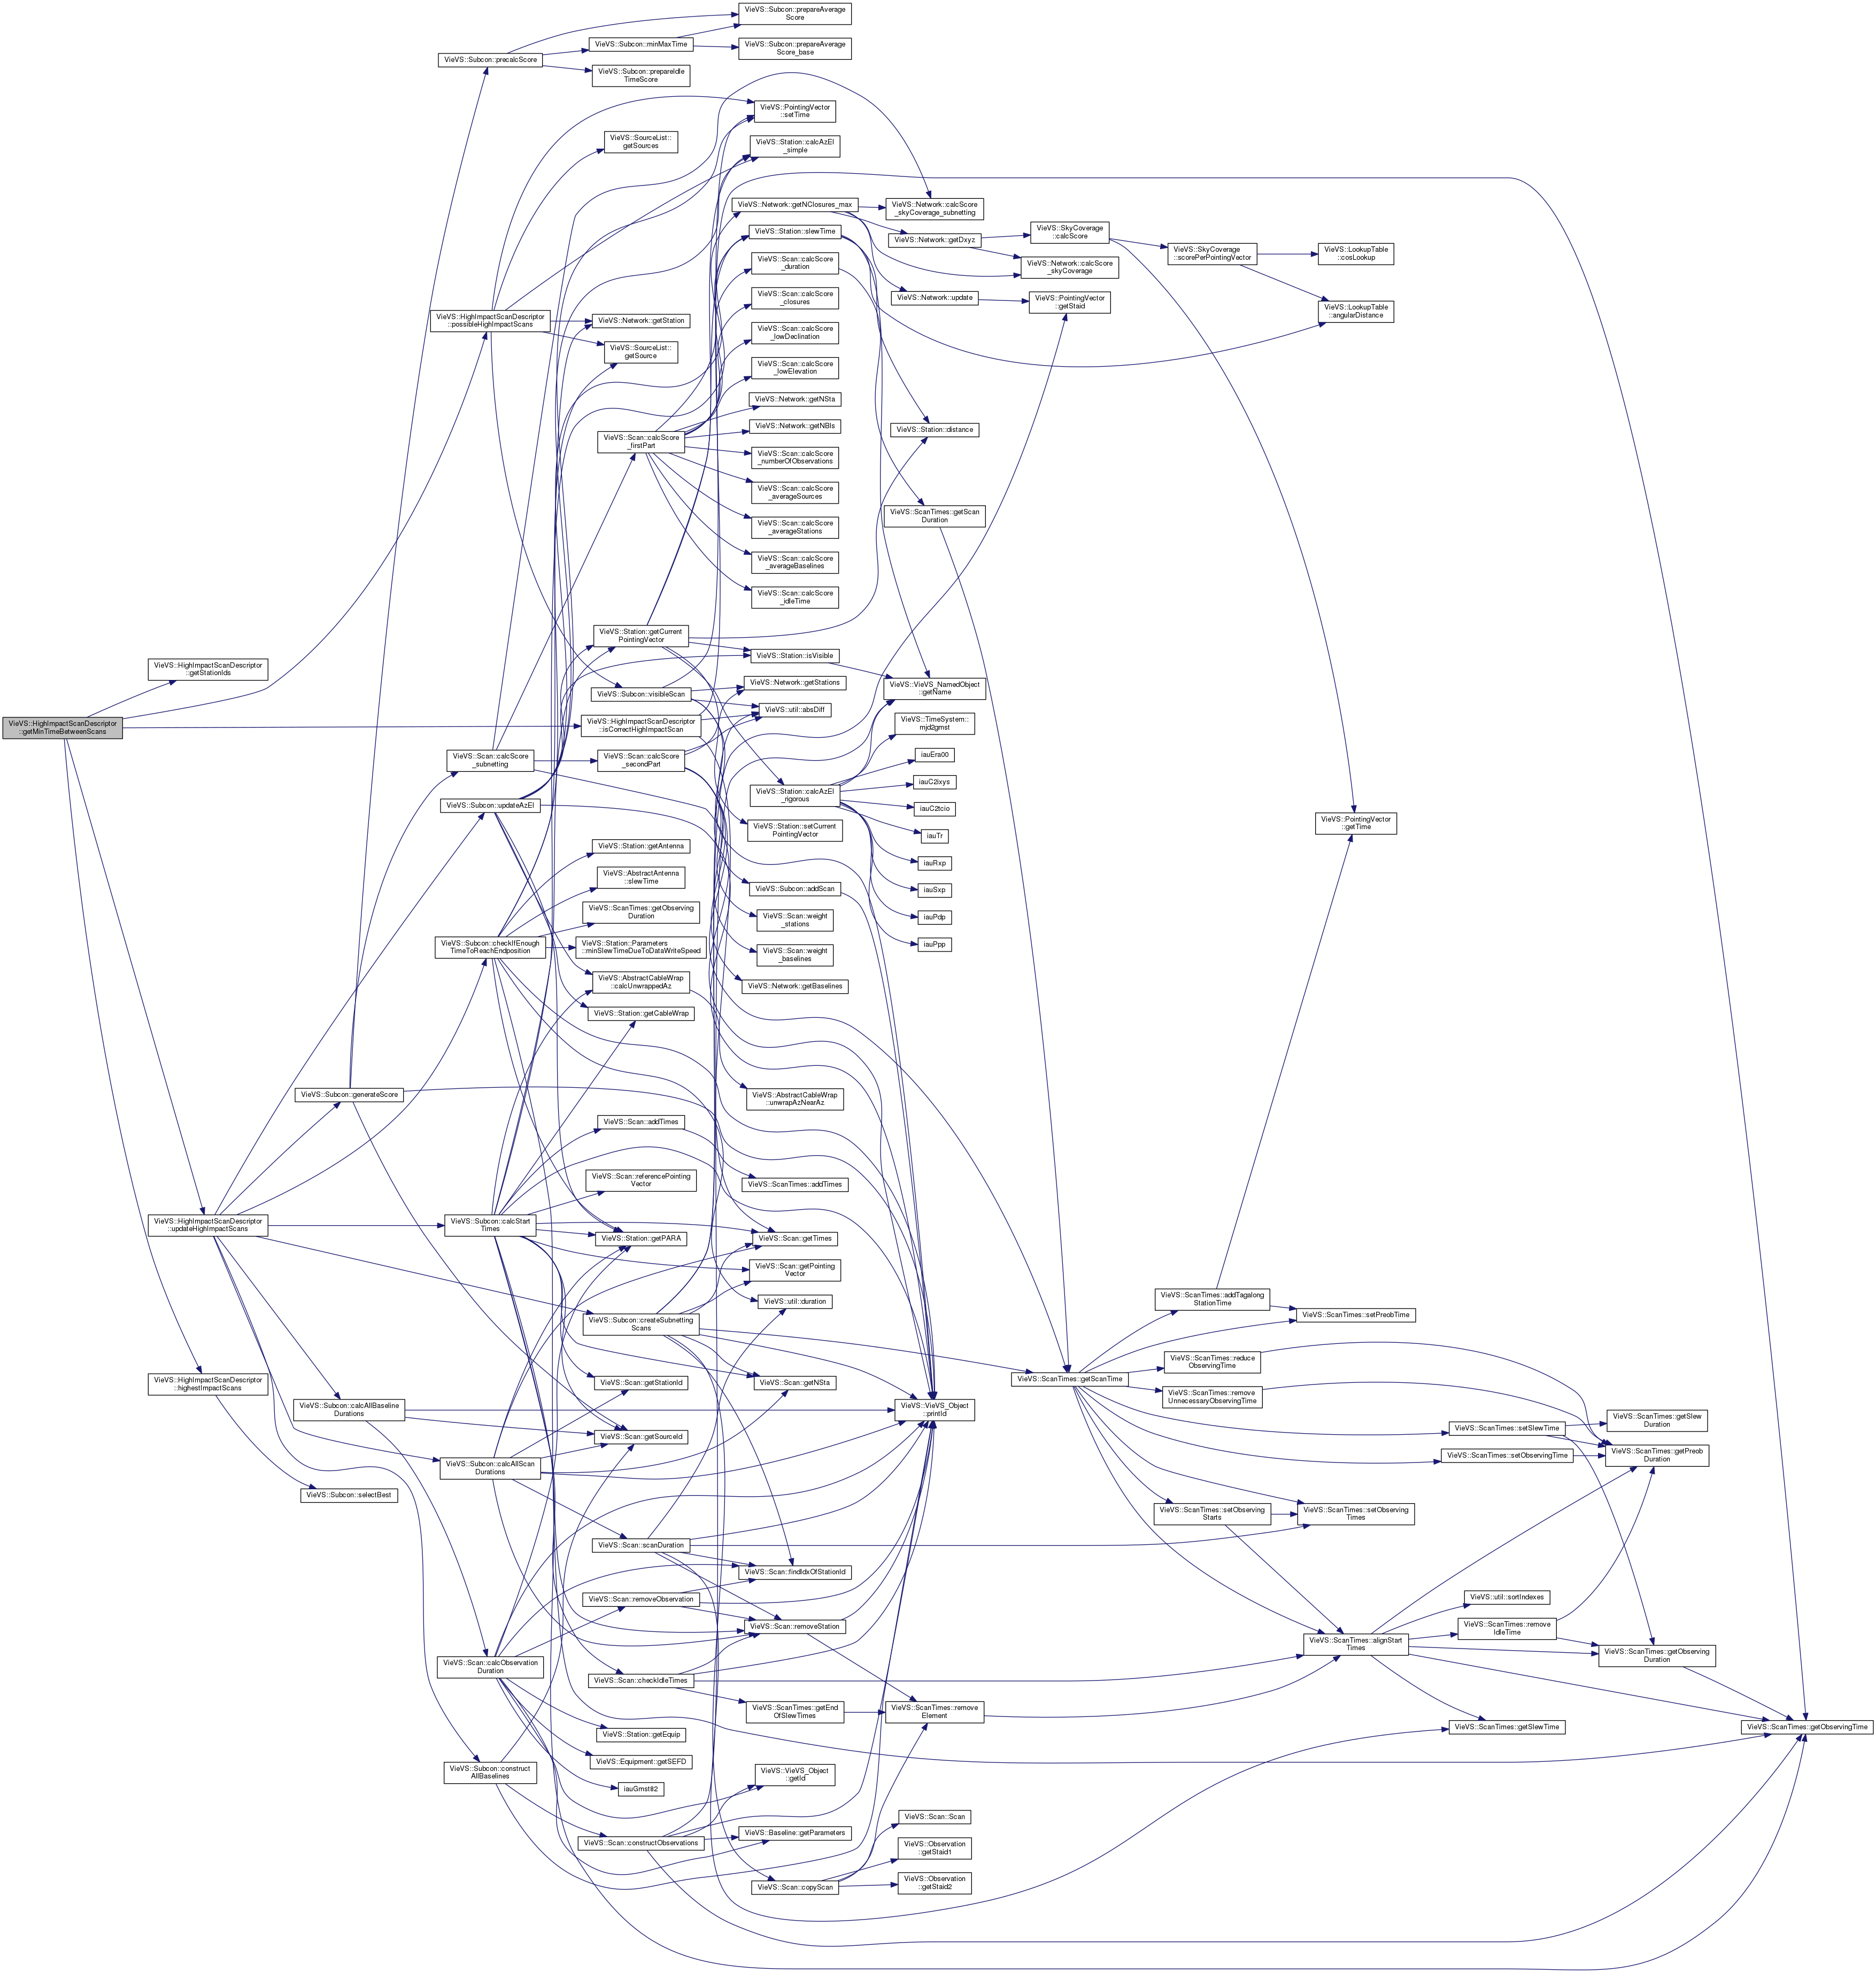 VieVS::HighImpactScanDescriptor
::getMinTimeBetweenScans
VieVS::HighImpactScanDescriptor
::getStationIds
VieVS::HighImpactScanDescriptor
::updateHighImpactScans
VieVS::HighImpactScanDescriptor
::highestImpactScans
VieVS::Subcon::generateScore
VieVS::Subcon::calcAllBaseline
Durations
VieVS::Subcon::selectBest
VieVS::Subcon::precalcScore
VieVS::HighImpactScanDescriptor
::possibleHighImpactScans
VieVS::Scan::calcScore
_subnetting
VieVS::Subcon::updateAzEl
VieVS::Subcon::checkIfEnough
TimeToReachEndposition
VieVS::Subcon::calcStart
Times
VieVS::Subcon::calcAllScan
Durations
VieVS::Scan::calcObservation
Duration
VieVS::Subcon::construct
AllBaselines
VieVS::Subcon::minMaxTime
VieVS::Subcon::prepareIdle
TimeScore
VieVS::SourceList::
getSources
VieVS::Network::getStation
VieVS::SourceList::
getSource
VieVS::Scan::calcScore
_firstPart
VieVS::Station::getCurrent
PointingVector
VieVS::Subcon::visibleScan
VieVS::HighImpactScanDescriptor
::isCorrectHighImpactScan
VieVS::Scan::calcScore
_secondPart
VieVS::Station::getAntenna
VieVS::AbstractAntenna
::slewTime
VieVS::ScanTimes::getObserving
Duration
VieVS::Station::Parameters
::minSlewTimeDueToDataWriteSpeed
VieVS::AbstractCableWrap
::calcUnwrappedAz
VieVS::Station::getCableWrap
VieVS::Scan::addTimes
VieVS::Scan::referencePointing
Vector
VieVS::Station::getPARA
VieVS::Subcon::createSubnetting
Scans
VieVS::Scan::getStationId
VieVS::Scan::getSourceId
VieVS::Scan::scanDuration
VieVS::Scan::removeObservation
VieVS::Scan::checkIdleTimes
VieVS::Station::getEquip
VieVS::Equipment::getSEFD
iauGmst82
VieVS::Scan::constructObservations
VieVS::Subcon::prepareAverage
Score
VieVS::Subcon::prepareAverage
Score_base
VieVS::PointingVector
::setTime
VieVS::Station::calcAzEl
_simple
VieVS::Network::getNClosures_max
VieVS::Station::slewTime
VieVS::Scan::calcScore
_duration
VieVS::Scan::calcScore
_closures
VieVS::Scan::calcScore
_lowDeclination
VieVS::Scan::calcScore
_lowElevation
VieVS::Network::getNSta
VieVS::Network::getNBls
VieVS::Scan::calcScore
_numberOfObservations
VieVS::Scan::calcScore
_averageSources
VieVS::Scan::calcScore
_averageStations
VieVS::Scan::calcScore
_averageBaselines
VieVS::Scan::calcScore
_idleTime
VieVS::Station::isVisible
VieVS::Network::getStations
VieVS::util::absDiff
VieVS::Station::calcAzEl
_rigorous
VieVS::Station::setCurrent
PointingVector
VieVS::Subcon::addScan
VieVS::Scan::weight
_stations
VieVS::Scan::weight
_baselines
VieVS::Network::getBaselines
VieVS::AbstractCableWrap
::unwrapAzNearAz
VieVS::ScanTimes::addTimes
VieVS::Scan::getTimes
VieVS::Scan::getPointing
Vector
VieVS::util::duration
VieVS::Scan::getNSta
VieVS::Scan::findIdxOfStationId
VieVS::Scan::removeStation
VieVS::ScanTimes::getEnd
OfSlewTimes
VieVS::VieVS_Object
::getId
VieVS::Baseline::getParameters
VieVS::Scan::copyScan
VieVS::Network::calcScore
_skyCoverage_subnetting
VieVS::Network::getDxyz
VieVS::Network::update
VieVS::Station::distance
VieVS::ScanTimes::getScan
Duration
VieVS::VieVS_NamedObject
::getName
VieVS::TimeSystem::
mjd2gmst
iauEra00
iauC2ixys
iauC2tcio
iauTr
iauRxp
iauSxp
iauPdp
iauPpp
VieVS::VieVS_Object
::printId
VieVS::ScanTimes::remove
Element
VieVS::Scan::Scan
VieVS::Observation
::getStaid1
VieVS::Observation
::getStaid2
VieVS::SkyCoverage
::calcScore
VieVS::Network::calcScore
_skyCoverage
VieVS::PointingVector
::getStaid
VieVS::ScanTimes::getScanTime
VieVS::SkyCoverage
::scorePerPointingVector
VieVS::ScanTimes::addTagalong
StationTime
VieVS::ScanTimes::reduce
ObservingTime
VieVS::ScanTimes::remove
UnnecessaryObservingTime
VieVS::ScanTimes::setObserving
Starts
VieVS::LookupTable
::cosLookup
VieVS::LookupTable
::angularDistance
VieVS::PointingVector
::getTime
VieVS::ScanTimes::setPreobTime
VieVS::ScanTimes::setObserving
Times
VieVS::ScanTimes::alignStart
Times
VieVS::ScanTimes::setSlewTime
VieVS::ScanTimes::setObservingTime
VieVS::util::sortIndexes
VieVS::ScanTimes::remove
IdleTime
VieVS::ScanTimes::getSlewTime
VieVS::ScanTimes::getSlew
Duration
VieVS::ScanTimes::getPreob
Duration
VieVS::ScanTimes::getObserving
Duration
VieVS::ScanTimes::getObservingTime